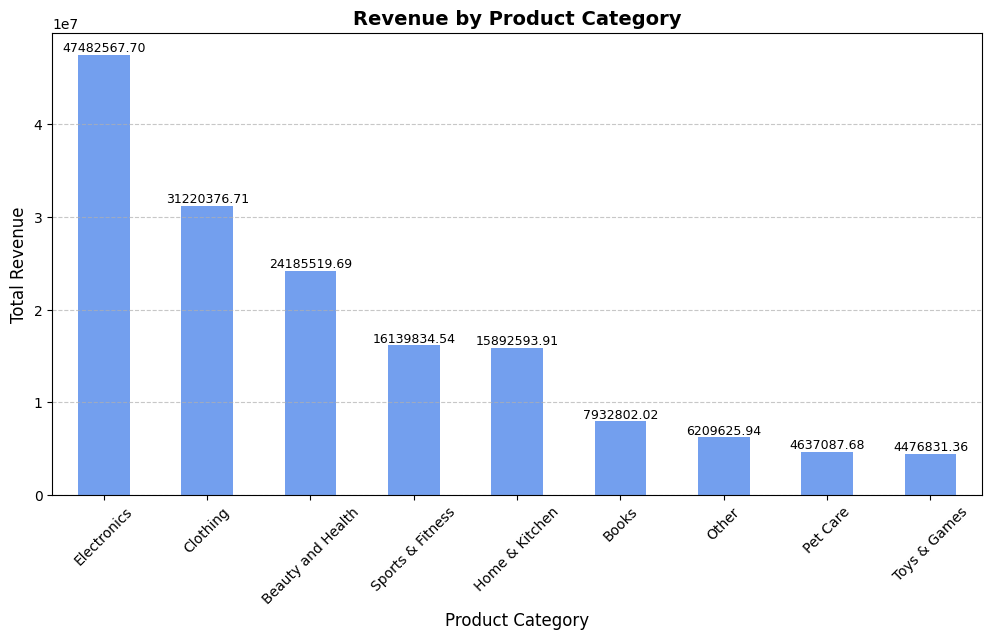 Revenue by Product Category
1e7
47482567.70
31220376.71
24185519.69
16139834.54
15892593.91
7932802.02
6209625.94
4637087.68
4476831.36
4
3
2
1
0
Total Revenue
Electronics
Clothing
Beauty and Health
Sports & Fitness
Home & Kitchen
Books
Other
Pet Care
Toys & Games
Product Category